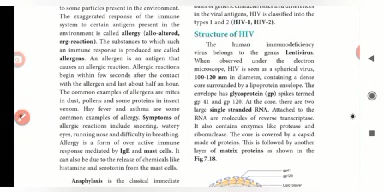 to some particles present in the environment.
The exaggerated response of the immune
system to certain antigens present in the
environment is called allergy (allo-altered,
erg-reaction). The substances to which such
an immune response is produced are called
allergens. An allergen is an antigen that
causes an allergic reaction. Allergic reactions
begin within few seconds after the contact
with the allergen and last about half an hour.
The common examples of allergens are mites
in dust, pollens and some proteins in insect
venom. Hay fever and asthma are some
common examples of allergy. Symptoms of
allergic reactions include sneezing, watery
eyes, running nose and difficulty in breathing.
Allergy is a form of over active immune
response mediated by IgE and mast cells. It
can also be due to the release of chemicals like
histamine and serotonin from the mast cells.
Anaphylaxis is the classical immediate
in the viral antigens, HIV is classified into the
types 1 and 2 (HIV-1, HIV-2).
Structure of HIV
The human immunodeficiency
virus belongs to the genus Lentivirus.
When observed under the electron
microscope, HIV is seen as a spherical virus,
100-120 nm in diameter, containing a dense
core surrounded by a lipoprotein envelope. The
envelope has glycoprotein (gp) spikes termed
gp 41 and gp 120. At the core, there are two
large single stranded RNA. Attached to the
RNA are molecules of reverse transcriptase.
It also contains enzymes like protease and
ribonuclease. The core is covered by a capsid
made of proteins. This is followed by another
layer of matrix proteins as shown in the
Fig 7.18.